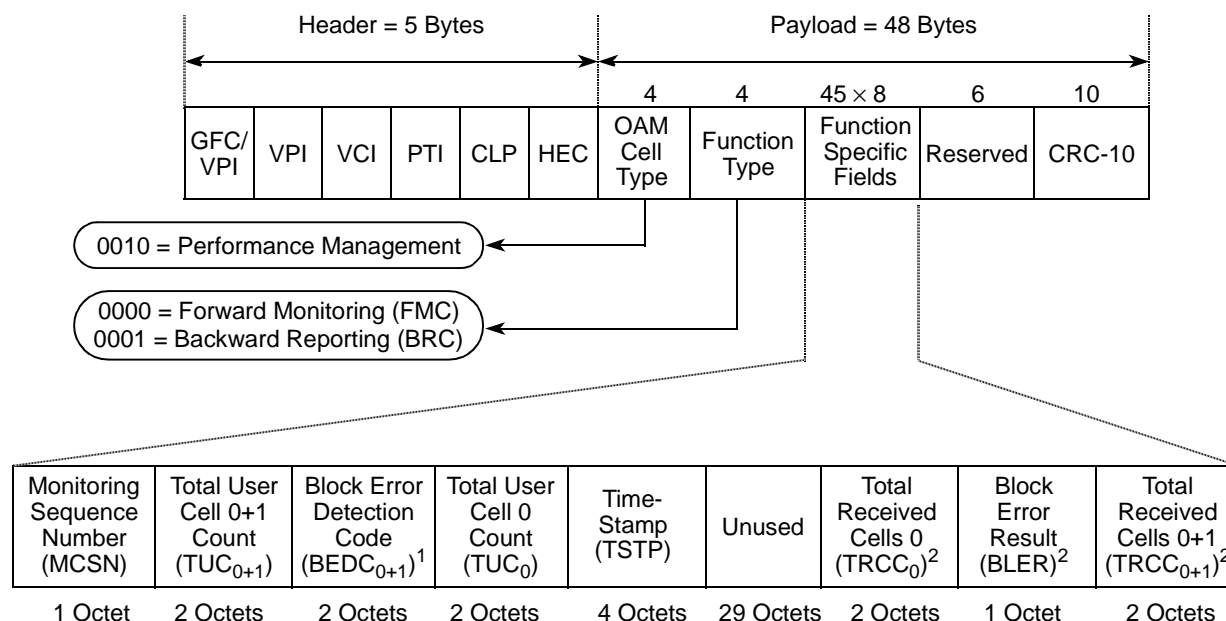 Header = 5 Bytes
Payload = 48 Bytes
4
4
45 × 8
6
10
GFC/
VPI
VPI
VCI
PTI
CLP
HEC
OAM
Cell
Type
Function
Type
Function
Specific
Fields
Reserved
CRC-10
0010 = Performance Management
0000 = Forward Monitoring (FMC)
0001 = Backward Reporting (BRC)
Monitoring
Sequence
Number
(MCSN)
Total User
Cell 0+1
Count
(TUC0+1)
Block Error
Detection
Code
(BEDC0+1)1
Total User
Cell 0
Count
(TUC0)
Time-
Stamp
(TSTP)
Unused
Total
Received
Cells 0
(TRCC0)2
Block
Error
Result
(BLER)2
Total
Received
Cells 0+1
(TRCC0+1)2
1 Octet
2 Octets
2 Octets
2 Octets
4 Octets
29 Octets
2 Octets
1 Octet
2 Octets